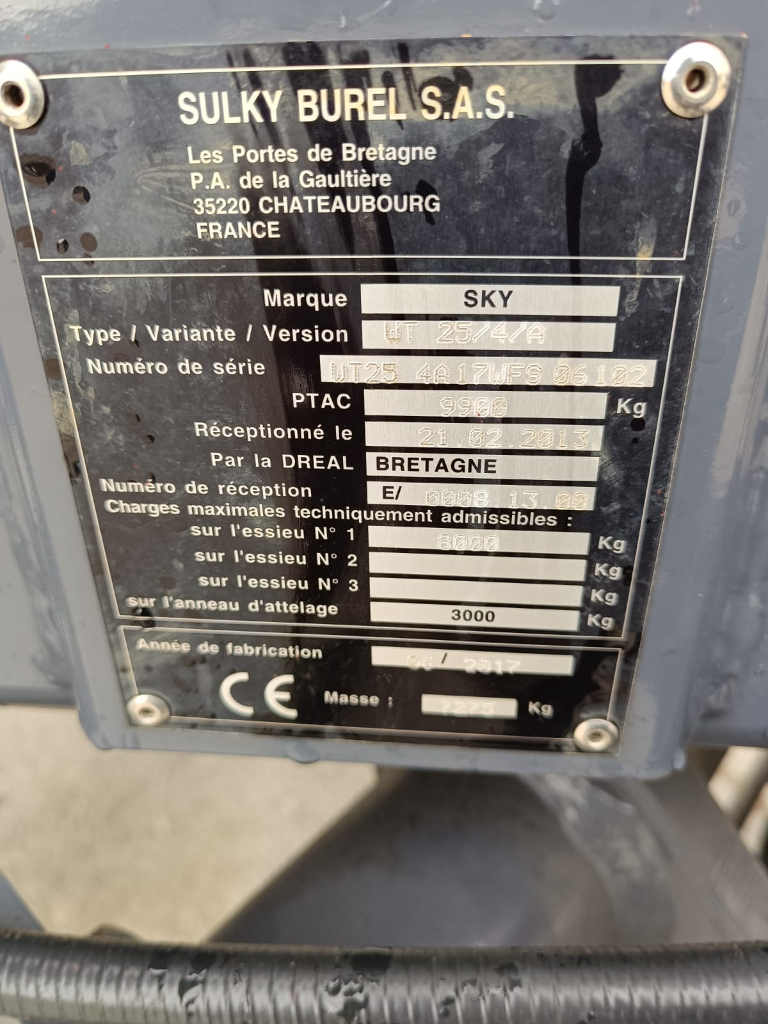 SULKY BUREL S.A.S.
Les Portes de Bretagne
P.A. de la Gaultière
35220 CHATEAUBOURG
FRANCE
Marque SKY
Type / Variante / Version WT 25/4/A
Numéro de série WT25 4A17WFS 06102
PTAC 9900 Kg
Réceptionné le 21.02.2013
Par la DREAL BRETAGNE
Numéro de réception E/ 0008 13 00
Charges maximales techniquement admissibles :
sur l'essieu N° 1 8000 Kg
sur l'essieu N° 2 Kg
sur l'essieu N° 3 Kg
sur l'anneau d'attelage 3000 Kg
Année de fabrication / 2017
CE Masse : Kg